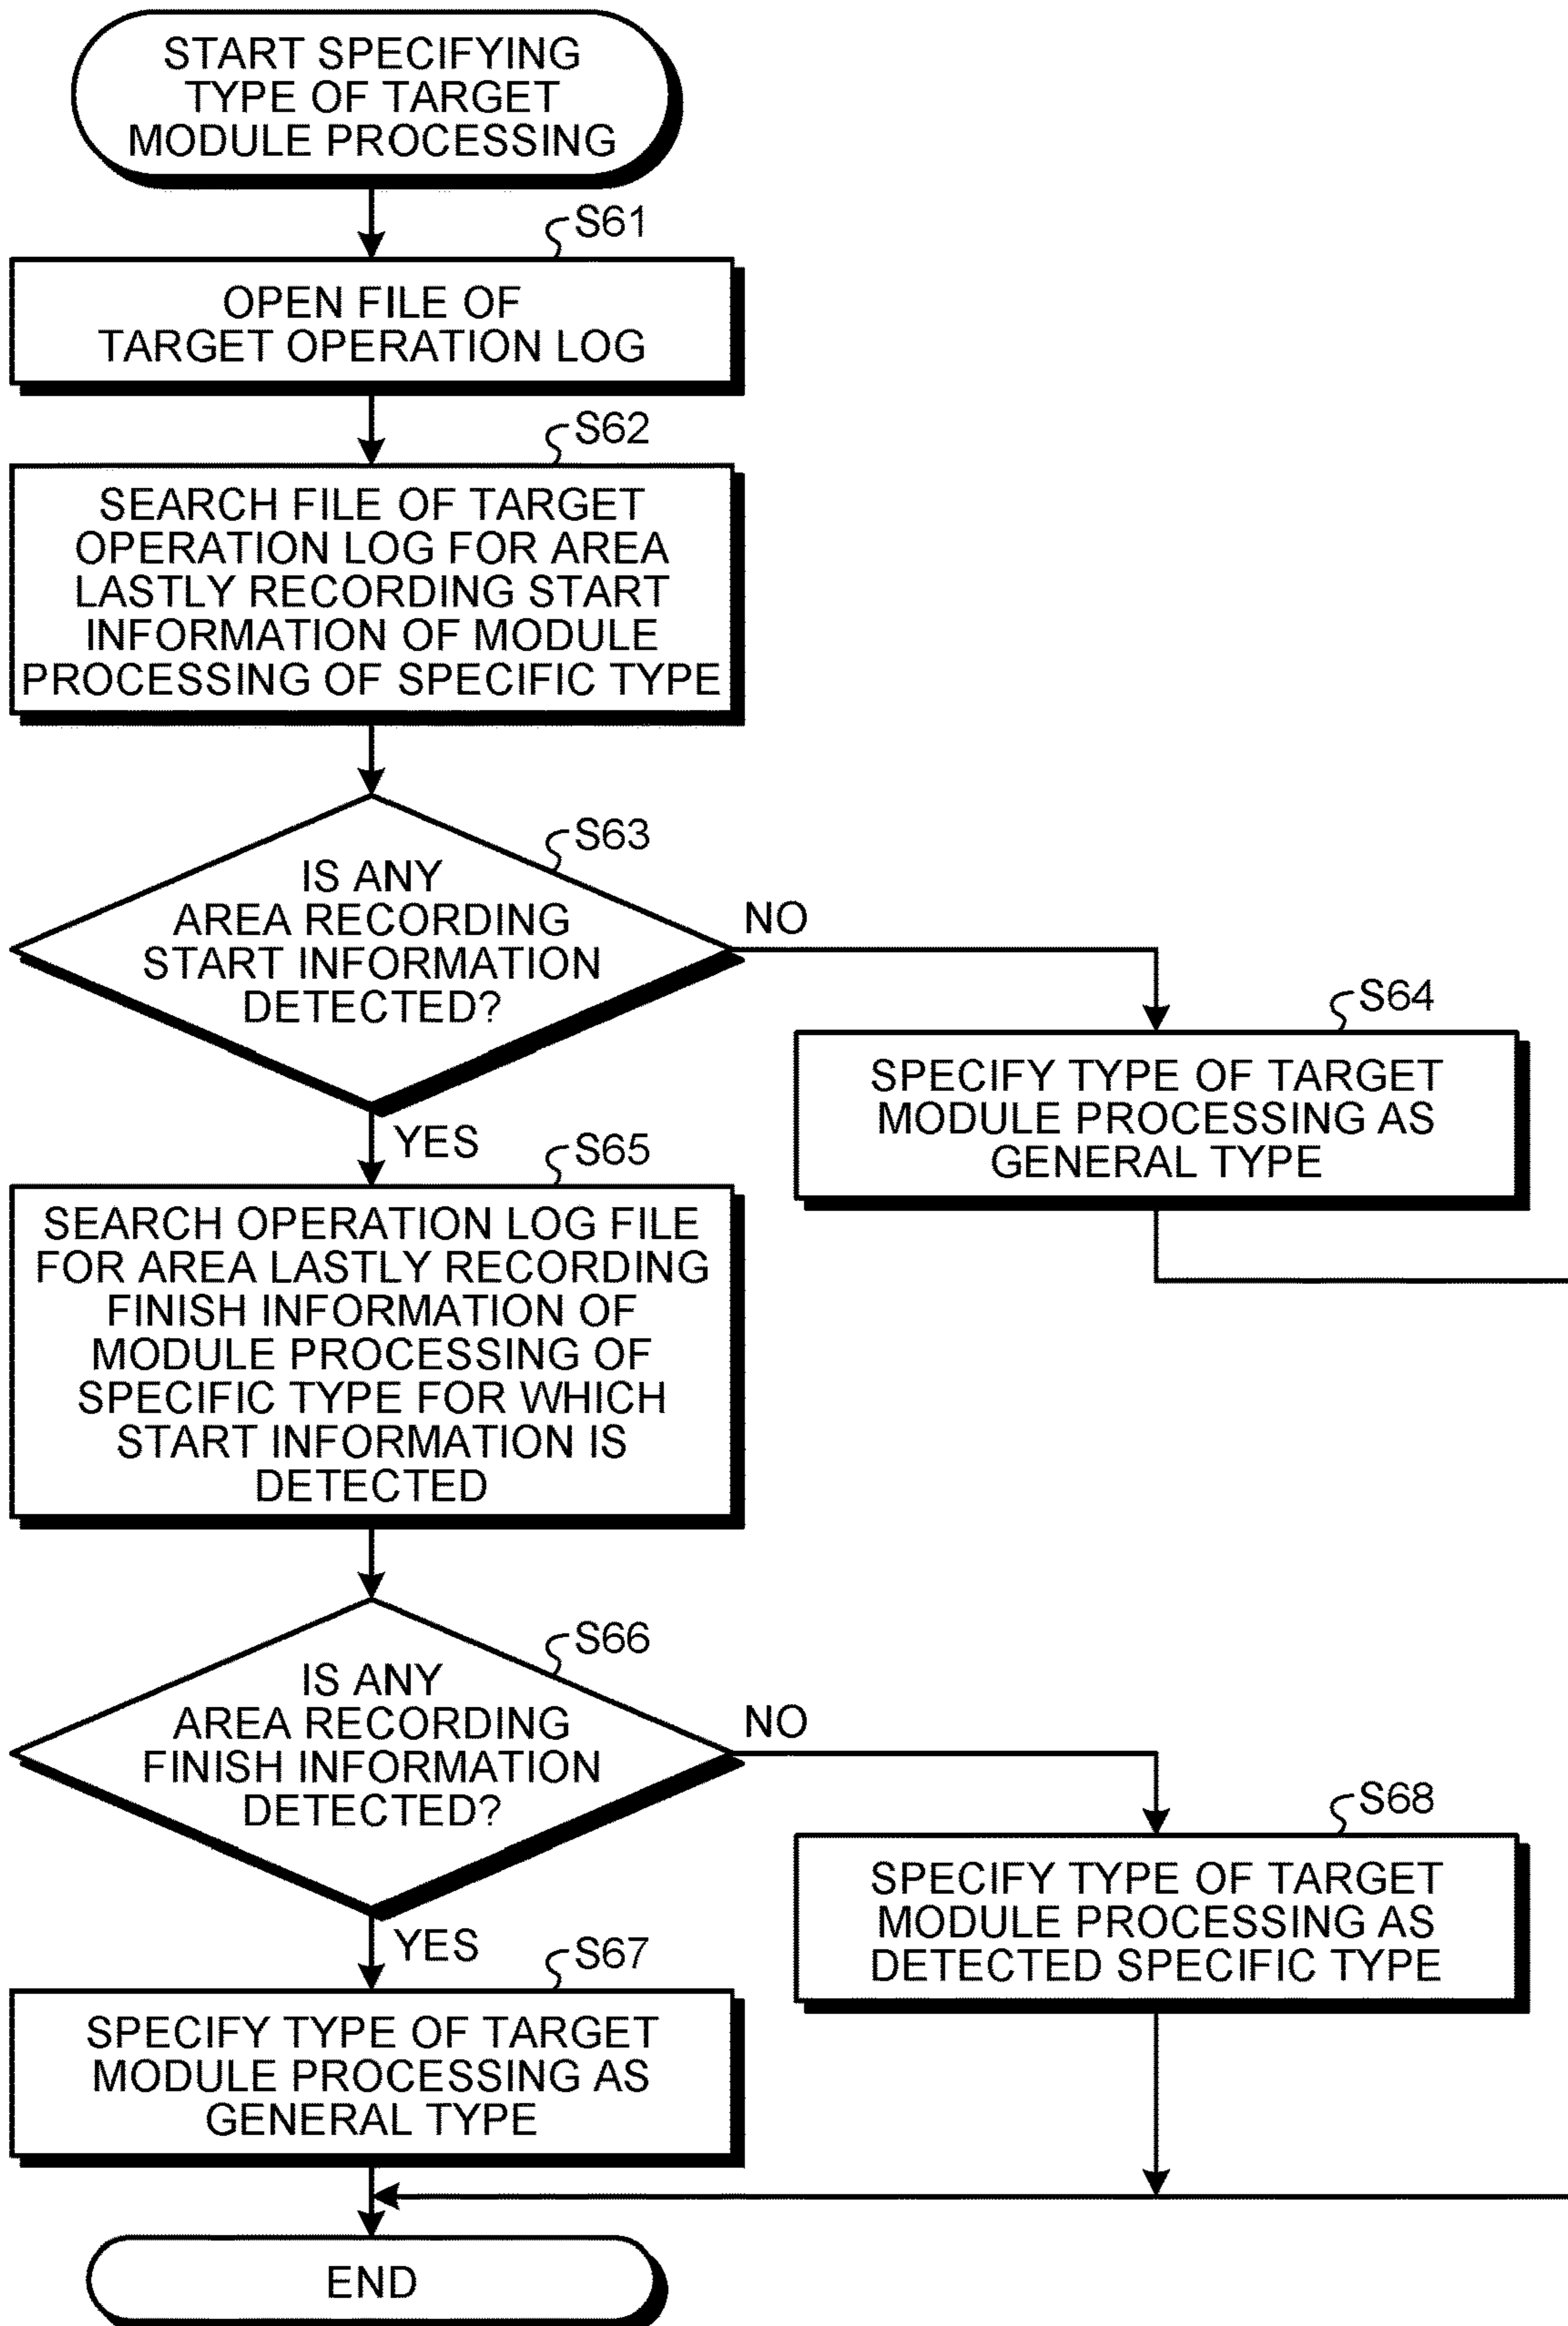 START SPECIFYING
TYPE OF TARGET
MODULE PROCESSING
S61
OPEN FILE OF
TARGET OPERATION LOG
S62
SEARCH FILE OF TARGET
OPERATION LOG FOR AREA
LASTLY RECORDING START
INFORMATION OF MODULE
PROCESSING OF SPECIFIC TYPE
S63
IS ANY
AREA RECORDING
START INFORMATION
DETECTED?
NO
S64
SPECIFY TYPE OF TARGET
MODULE PROCESSING AS
GENERAL TYPE
YES
S65
SEARCH OPERATION LOG FILE
FOR AREA LASTLY RECORDING
FINISH INFORMATION OF
MODULE PROCESSING OF
SPECIFIC TYPE FOR WHICH
START INFORMATION IS
DETECTED
S66
IS ANY
AREA RECORDING
FINISH INFORMATION
DETECTED?
NO
S68
SPECIFY TYPE OF TARGET
MODULE PROCESSING AS
DETECTED SPECIFIC TYPE
YES
S67
SPECIFY TYPE OF TARGET
MODULE PROCESSING AS
GENERAL TYPE
END